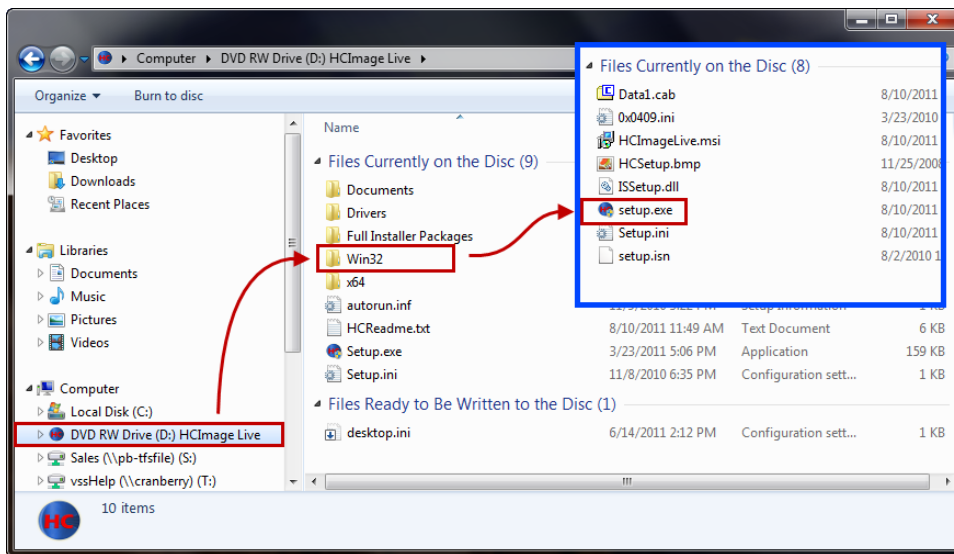 Computer ▸ DVD RW Drive (D:) HCImage Live ▸
Organize ▼ Burn to disc
Favorites
Desktop
Downloads
Recent Places
Libraries
Documents
Music
Pictures
Videos
Computer
Local Disk (C:)
DVD RW Drive (D:) HCImage Live
Sales (\\pb-tfsfile) (S:)
vssHelp (\\cranberry) (T:)
Name
Files Currently on the Disc (9)
Documents
Drivers
Full Installer Packages
Win32
x64
autorun.inf
HCReadme.txt 8/10/2011 11:49 AM Text Document 6 KB
Setup.exe 3/23/2011 5:06 PM Application 159 KB
Setup.ini 11/8/2010 6:35 PM Configuration sett... 1 KB
Files Ready to Be Written to the Disc (1)
desktop.ini 6/14/2011 2:12 PM Configuration sett... 1 KB
Files Currently on the Disc (8)
Data1.cab 8/10/2011
0x0409.ini 3/23/2010
HCImageLive.msi 8/10/2011
HCSetup.bmp 11/25/2008
ISSetup.dll 8/10/2011
setup.exe 8/10/2011
Setup.ini 8/10/2011
setup.isn 8/2/2010 1
HC
10 items